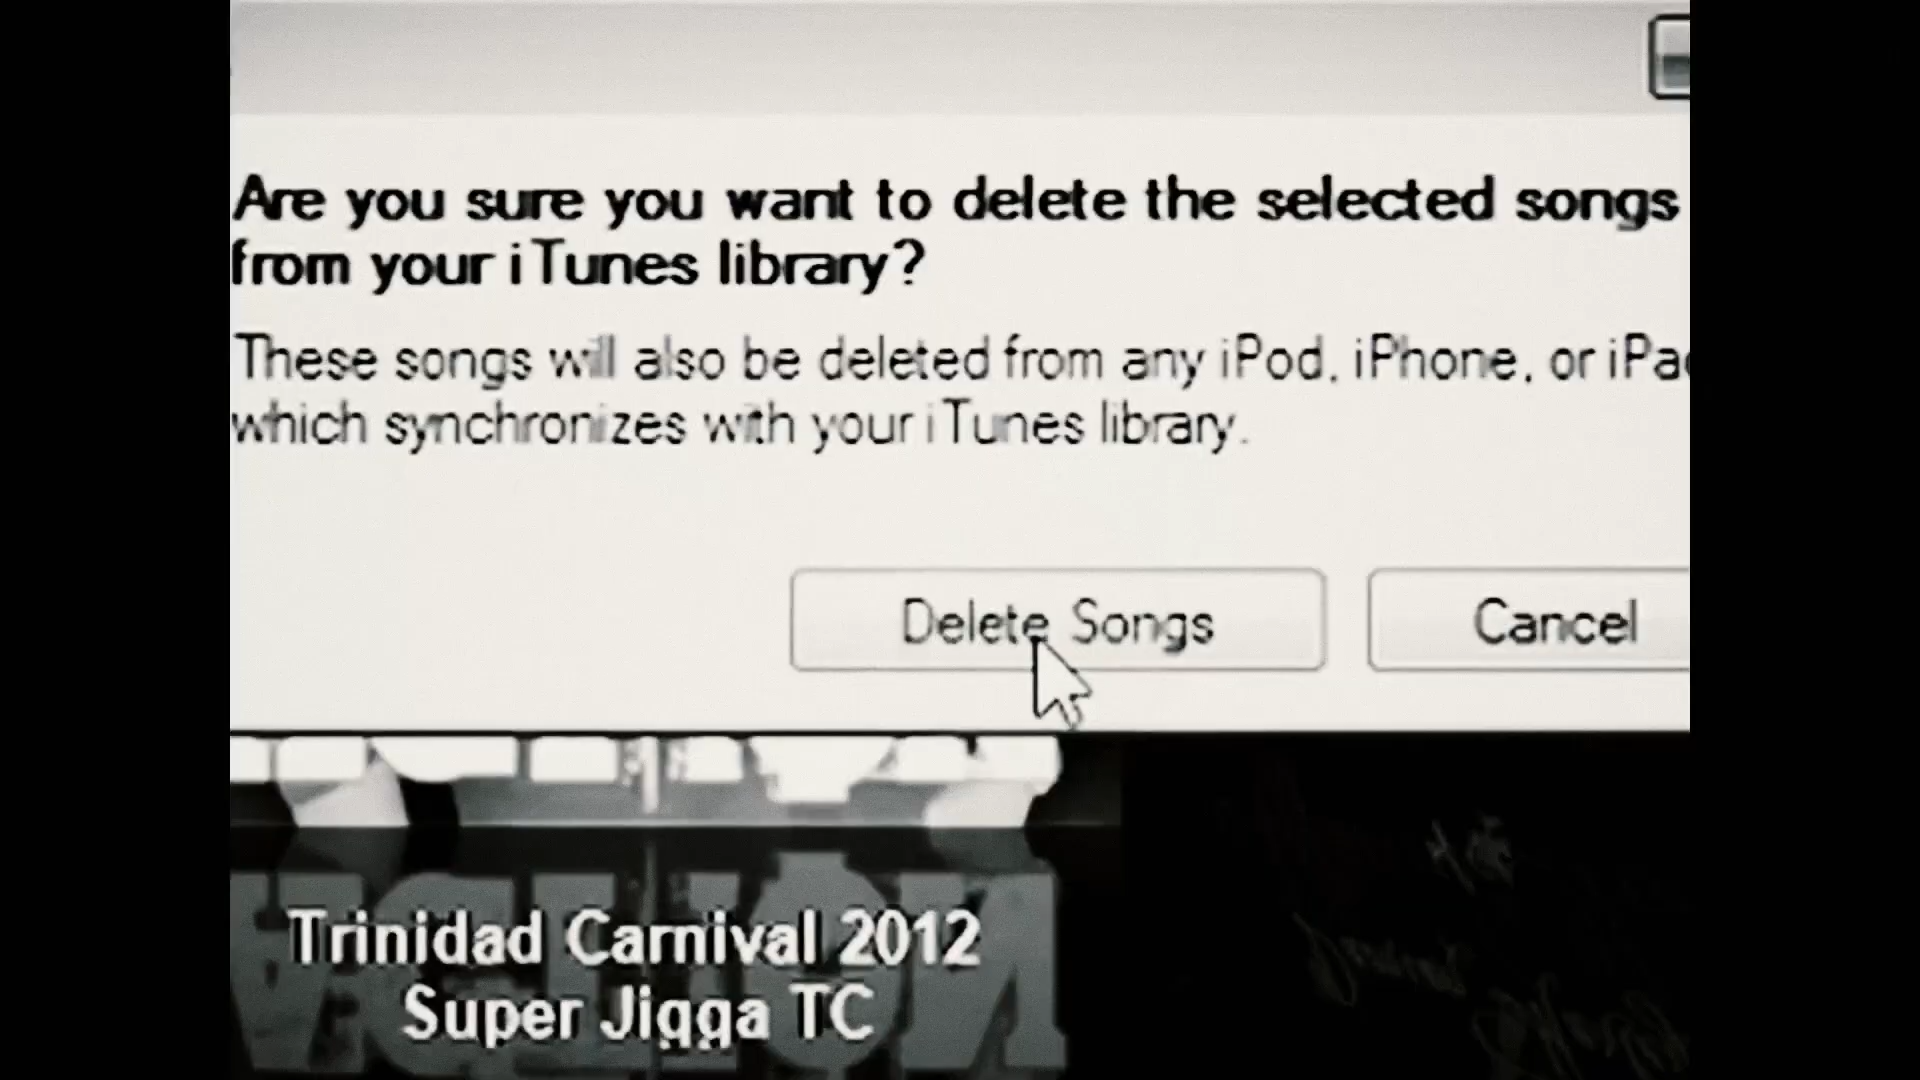 Are you sure you want to delete the selected songs
from your iTunes library?
These songs will also be deleted from any iPod, iPhone, or iPad
which synchronizes with your iTunes library.
Delete Songs
Cancel
Trinidad Carnival 2012
Super Jigga TC